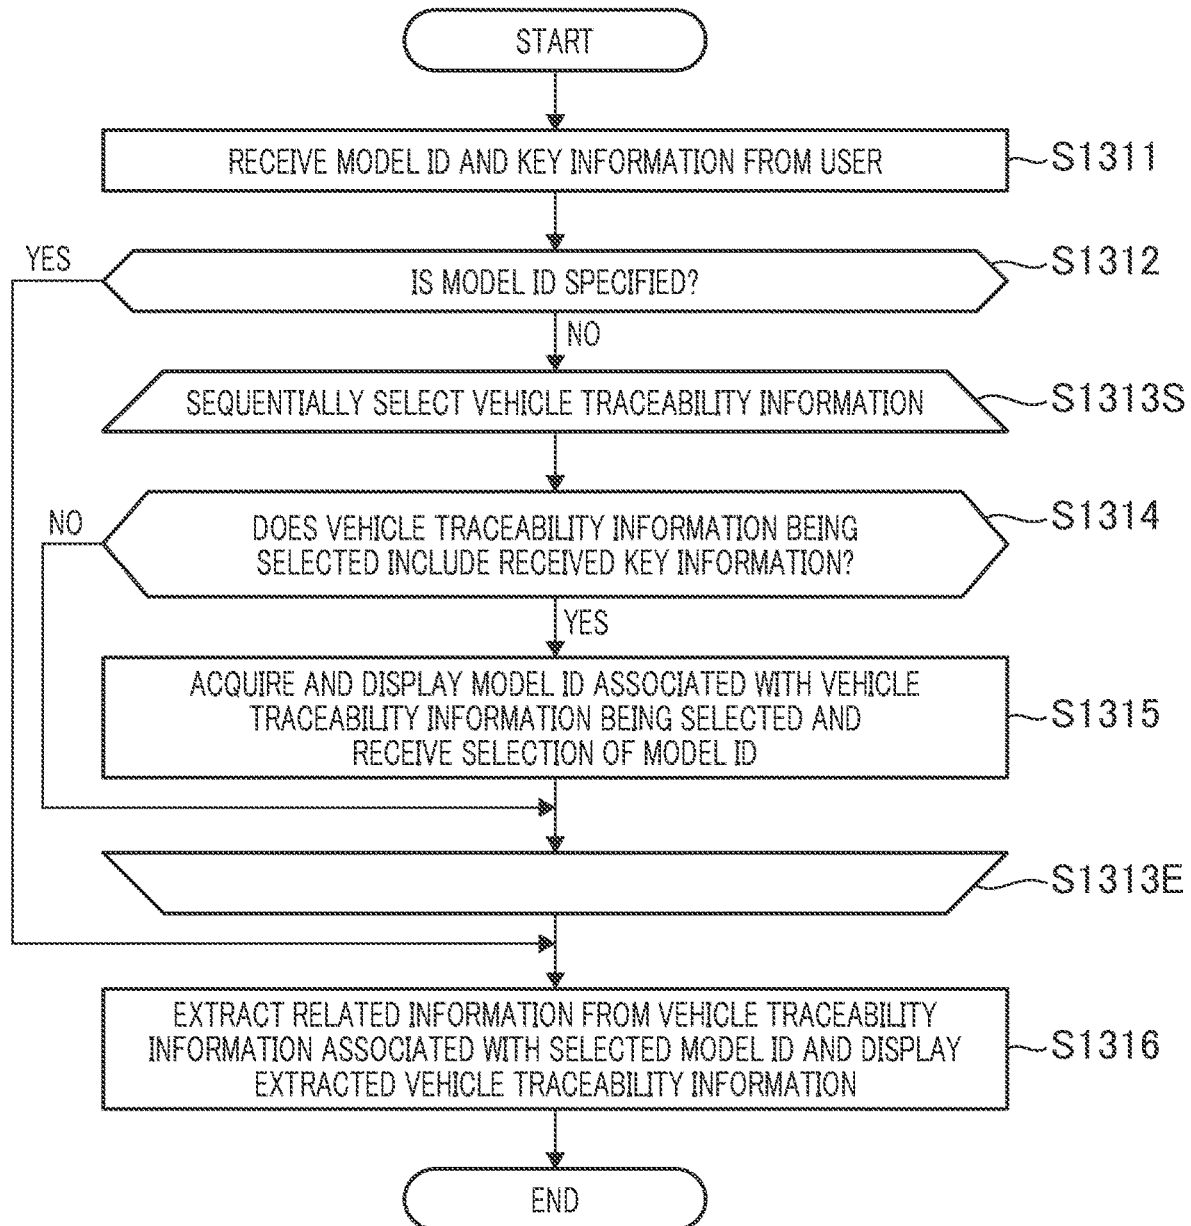 START
RECEIVE MODEL ID AND KEY INFORMATION FROM USER
S1311
YES
IS MODEL ID SPECIFIED?
S1312
NO
SEQUENTIALLY SELECT VEHICLE TRACEABILITY INFORMATION
S1313S
NO
DOES VEHICLE TRACEABILITY INFORMATION BEING
SELECTED INCLUDE RECEIVED KEY INFORMATION?
S1314
YES
ACQUIRE AND DISPLAY MODEL ID ASSOCIATED WITH VEHICLE
TRACEABILITY INFORMATION BEING SELECTED AND
RECEIVE SELECTION OF MODEL ID
S1315
S1313E
EXTRACT RELATED INFORMATION FROM VEHICLE TRACEABILITY
INFORMATION ASSOCIATED WITH SELECTED MODEL ID AND DISPLAY
EXTRACTED VEHICLE TRACEABILITY INFORMATION
S1316
END